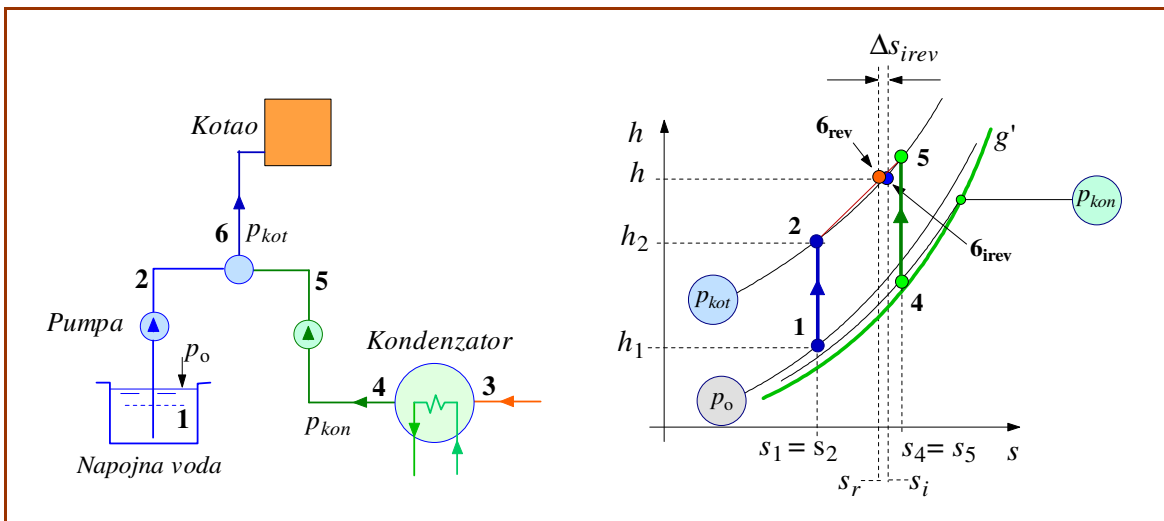 Kotao
6
p_kot
2
5
Pumpa
p_o
1
Kondenzator
4
3
p_kon
Napojna voda
Δs_irev
6_rev
h
5
g'
h
p_kon
2
h_2
6_irev
p_kot
4
1
h_1
p_o
s_1 = s_2
s_4 = s_5
s
s_r
s_i